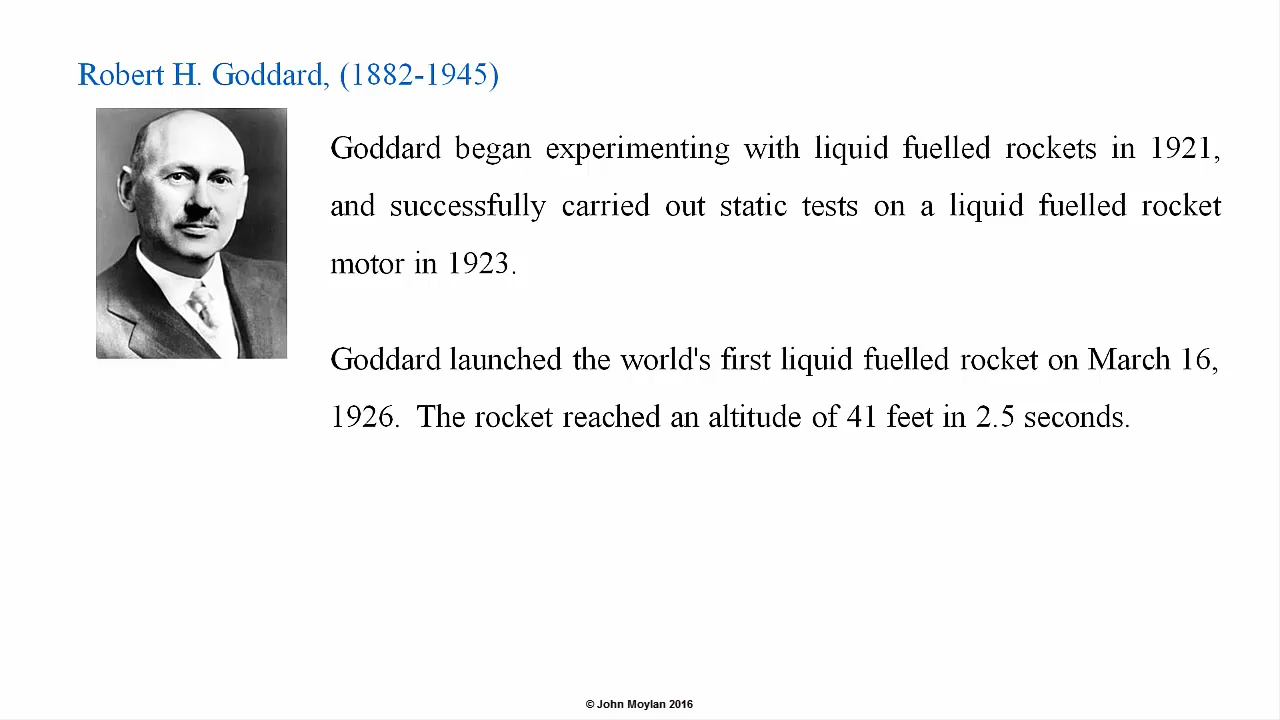 Robert H. Goddard, (1882-1945)
Goddard began experimenting with liquid fuelled rockets in 1921,
and successfully carried out static tests on a liquid fuelled rocket
motor in 1923.
Goddard launched the world's first liquid fuelled rocket on March 16,
1926. The rocket reached an altitude of 41 feet in 2.5 seconds.
© John Moylan 2016